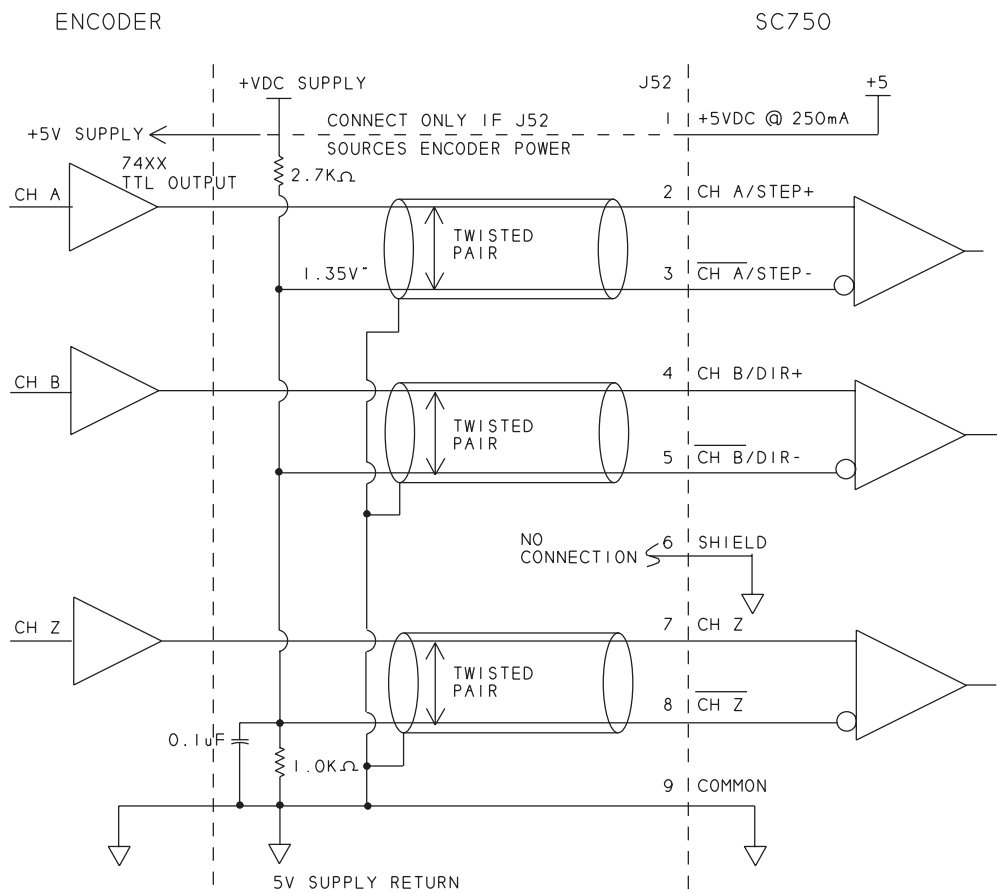 ENCODER
SC750
+VDC SUPPLY
J52
+5
+5V SUPPLY
CONNECT ONLY IF J52
SOURCES ENCODER POWER
1
+5VDC @ 250mA
74XX
TTL OUTPUT
2.7KΩ
CH A
TWISTED
PAIR
2
CH A/STEP+
1.35V"
3
CH A/STEP-
CH B
TWISTED
PAIR
4
CH B/DIR+
5
CH B/DIR-
NO
CONNECTION
6
SHIELD
CH Z
TWISTED
PAIR
7
CH Z
8
CH Z
0.1uF
1.0KΩ
9
COMMON
5V SUPPLY RETURN